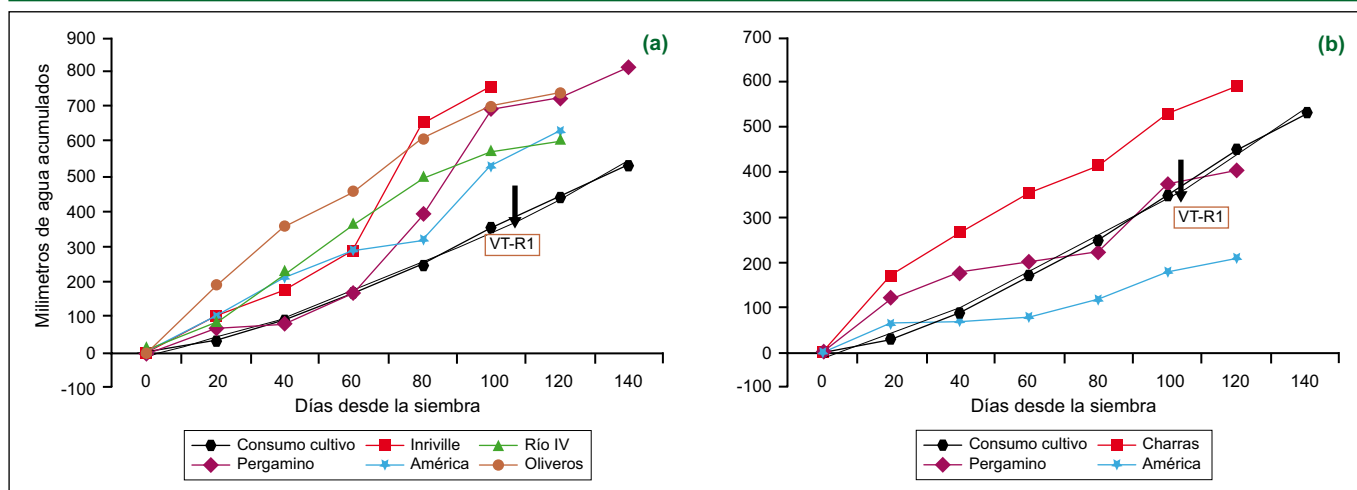 (a)
Milimetros de agua acumulados
900
800
700
600
500
400
300
200
100
0
-100
VT-R1
0 20 40 60 80 100 120 140
Días desde la siembra
Consumo cultivo Inriville Río IV
Pergamino América Oliveros
(b)
700
600
500
400
300
200
100
0
-100
VT-R1
0 20 40 60 80 100 120 140
Días desde la siembra
Consumo cultivo Charras
Pergamino América